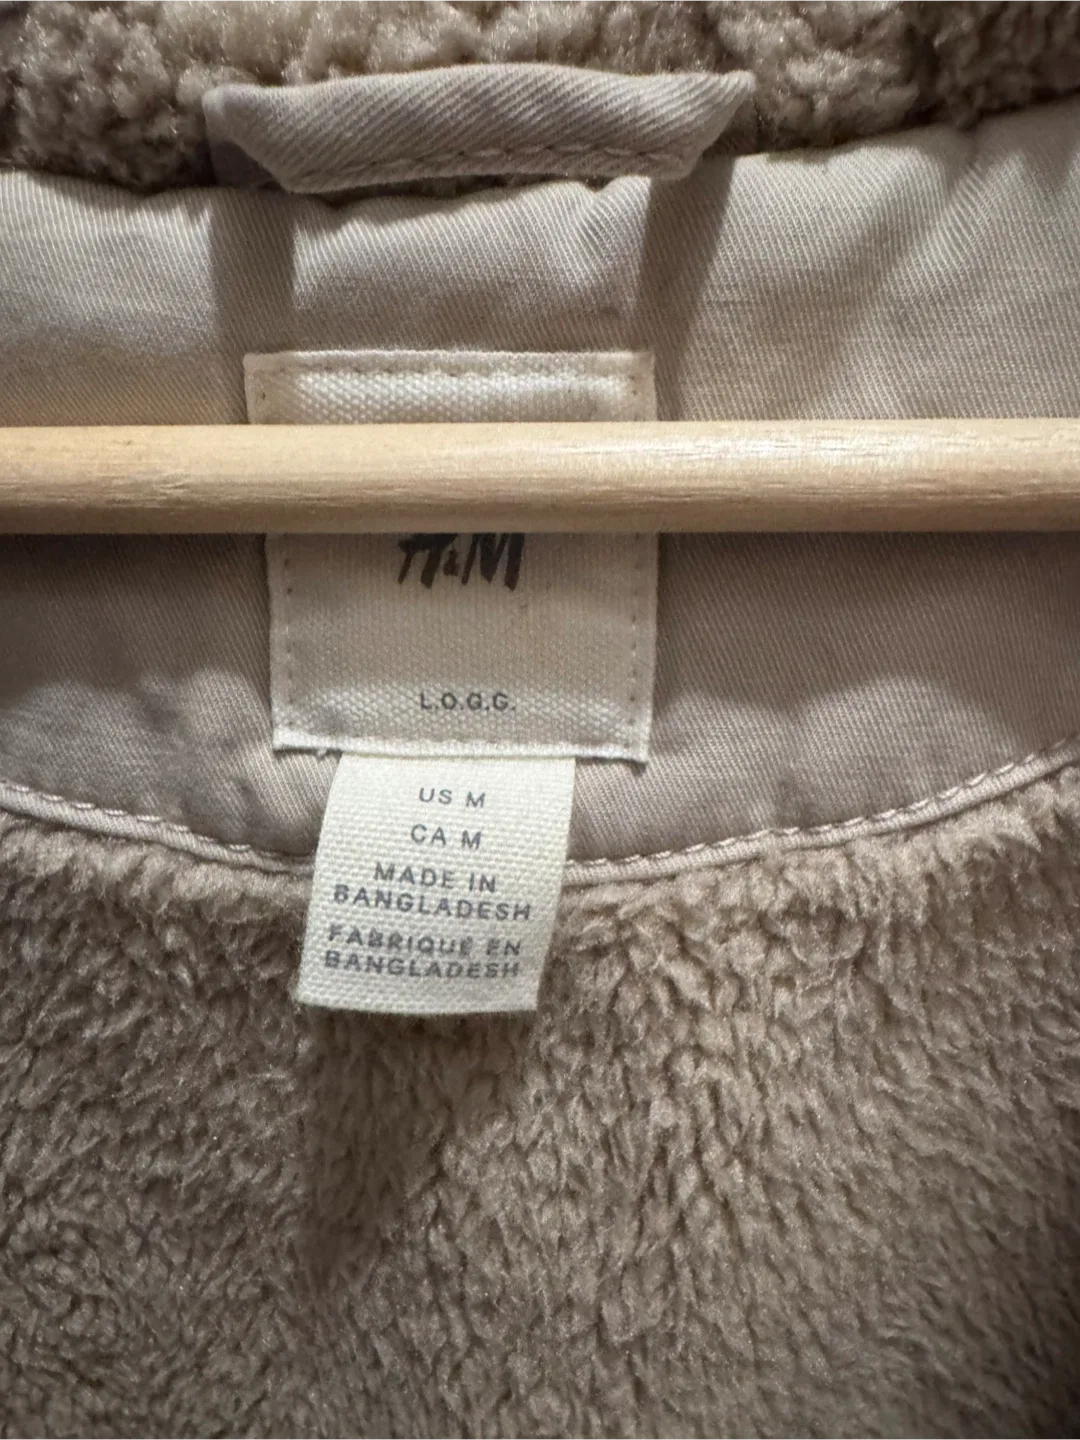 H&M
L.O.G.G.
US M
CA M
MADE IN
BANGLADESH
FABRIQUÉ EN
BANGLADESH